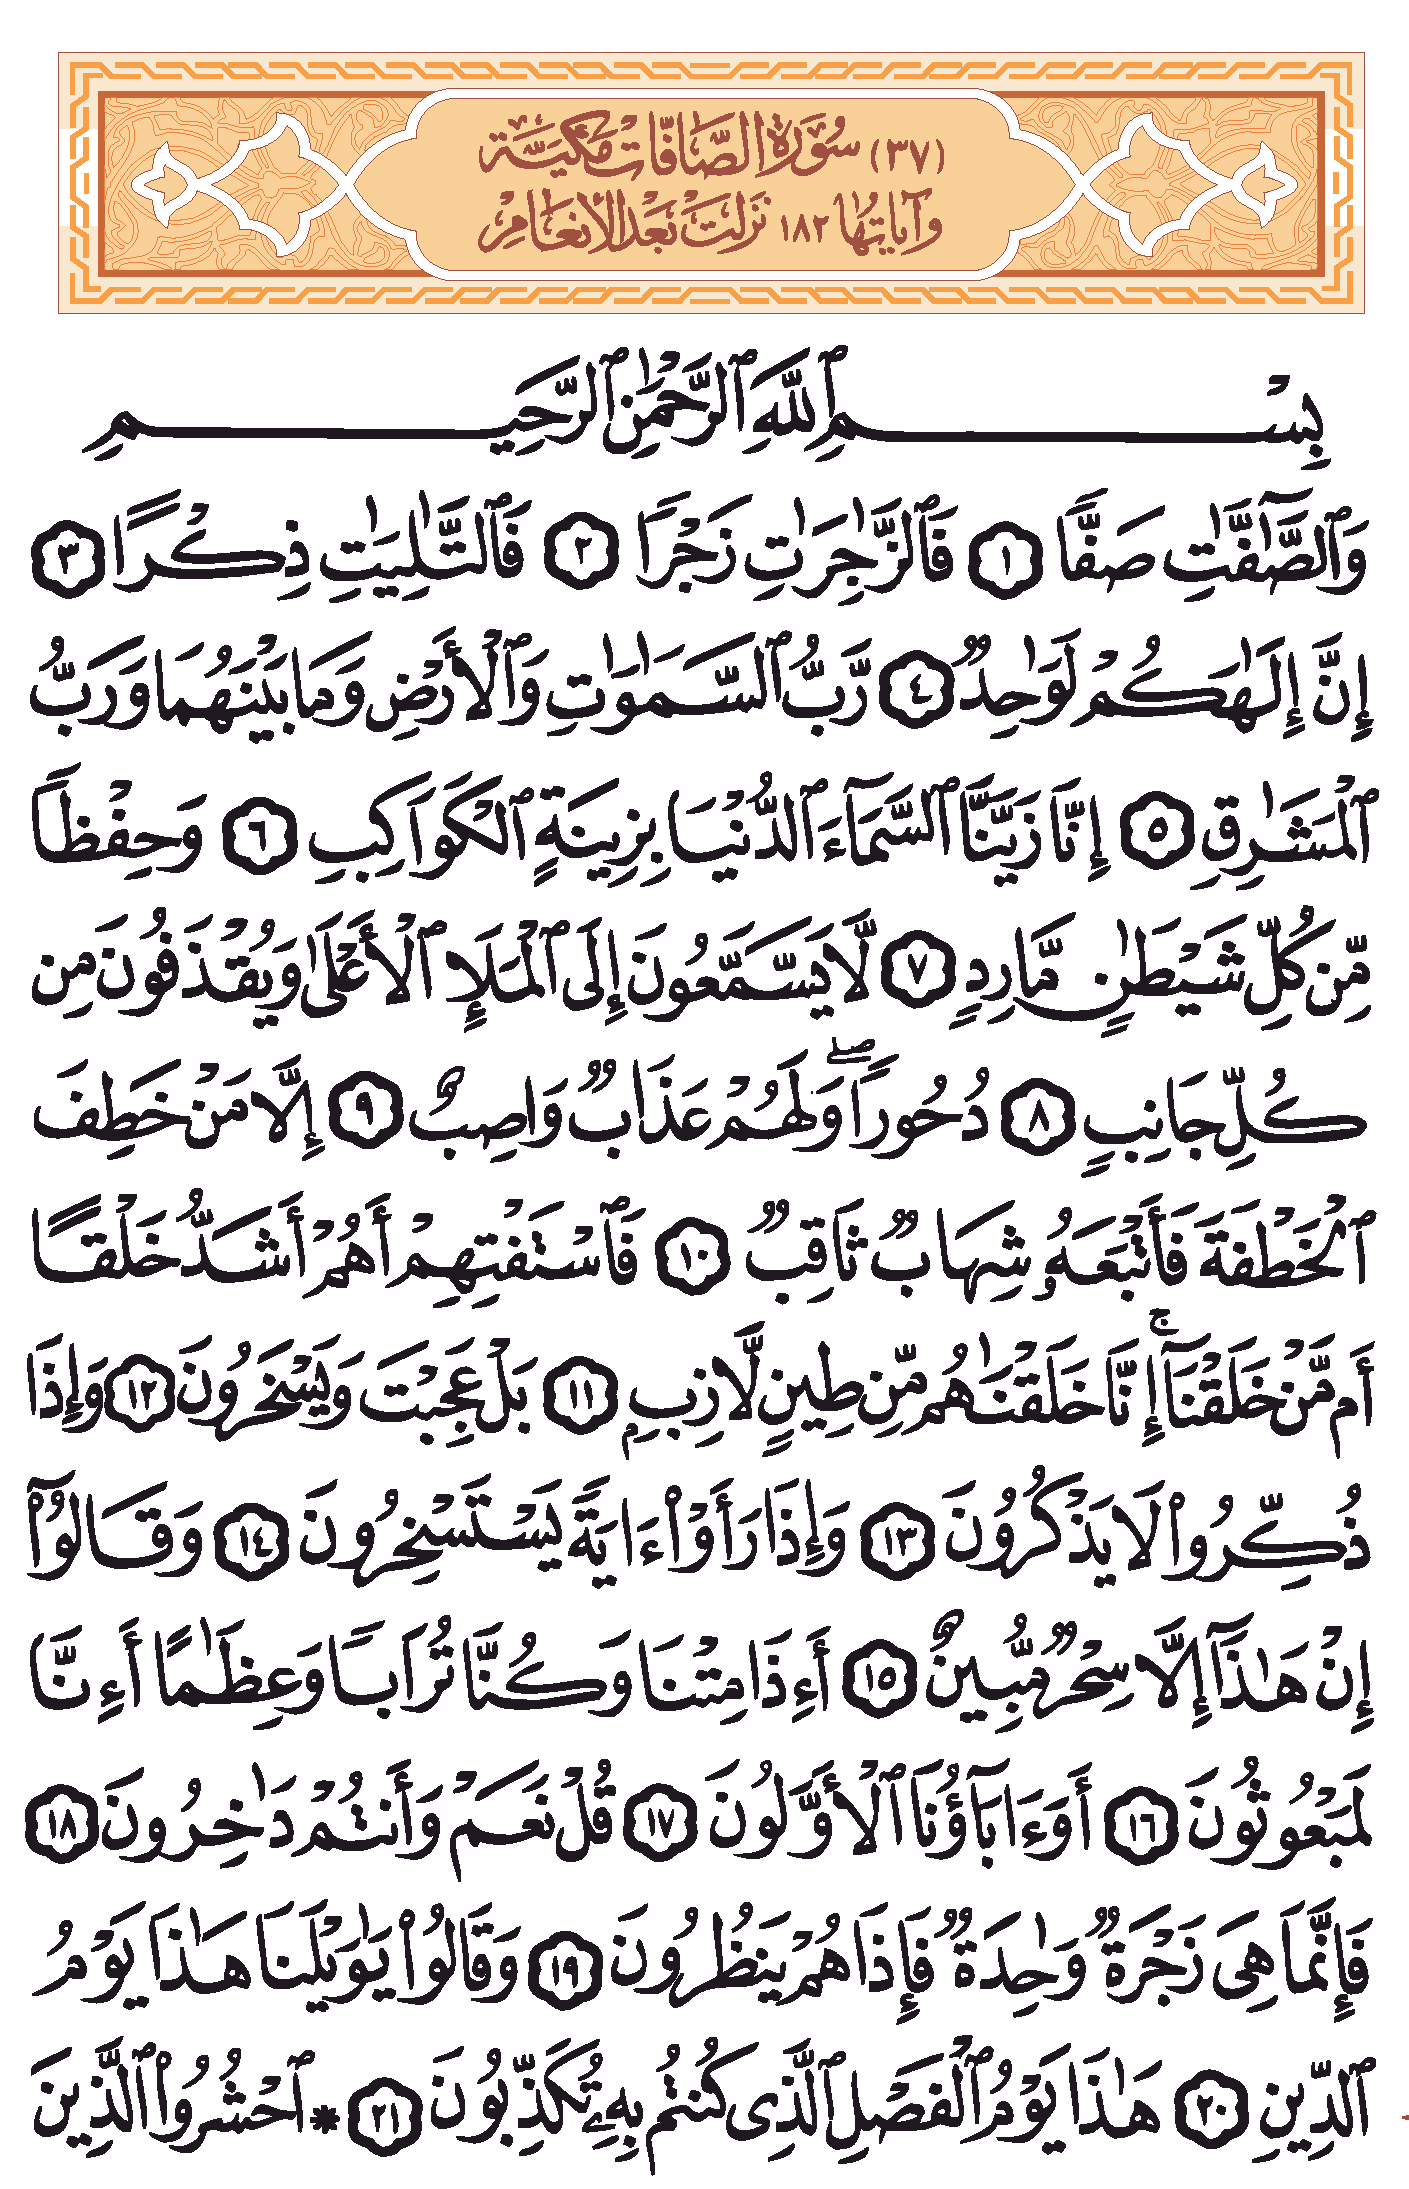 (٣٧) سُورَةُ الصَّافَّاتِ مَكِّيَّة
وَآيَاتُهَا ١٨٢ نَزَلَتْ بَعْدَ الْأَنْعَامِ
بِسْمِ ٱللَّهِ ٱلرَّحْمَٰنِ ٱلرَّحِيمِ
وَٱلصَّٰٓفَّٰتِ صَفًّا ١ فَٱلزَّٰجِرَٰتِ زَجْرًا ٢ فَٱلتَّٰلِيَٰتِ ذِكْرًا ٣
إِنَّ إِلَٰهَكُمْ لَوَٰحِدٌ ٤ رَّبُّ ٱلسَّمَٰوَٰتِ وَٱلْأَرْضِ وَمَا بَيْنَهُمَا وَرَبُّ
ٱلْمَشَٰرِقِ ٥ إِنَّا زَيَّنَّا ٱلسَّمَآءَ ٱلدُّنْيَا بِزِينَةٍ ٱلْكَوَاكِبِ ٦ وَحِفْظًا
مِّن كُلِّ شَيْطَٰنٍ مَّارِدٍ ٧ لَّا يَسَّمَّعُونَ إِلَى ٱلْمَلَإِ ٱلْأَعْلَىٰ وَيُقْذَفُونَ مِن
كُلِّ جَانِبٍ ٨ دُحُورًا ۖ وَلَهُمْ عَذَابٌ وَاصِبٌ ٩ إِلَّا مَنْ خَطِفَ
ٱلْخَطْفَةَ فَأَتْبَعَهُۥ شِهَابٌ ثَاقِبٌ ١٠ فَٱسْتَفْتِهِمْ أَهُمْ أَشَدُّ خَلْقًا
أَم مَّنْ خَلَقْنَآ ۚ إِنَّا خَلَقْنَٰهُم مِّن طِينٍ لَّازِبٍۭ ١١ بَلْ عَجِبْتَ وَيَسْخَرُونَ ١٢ وَإِذَا
ذُكِّرُوا۟ لَا يَذْكُرُونَ ١٣ وَإِذَا رَأَوْا۟ ءَايَةً يَسْتَسْخِرُونَ ١٤ وَقَالُوٓا۟
إِنْ هَٰذَآ إِلَّا سِحْرٌ مُّبِينٌ ١٥ أَءِذَا مِتْنَا وَكُنَّا تُرَابًا وَعِظَٰمًا أَءِنَّا
لَمَبْعُوثُونَ ١٦ أَوَءَابَآؤُنَا ٱلْأَوَّلُونَ ١٧ قُلْ نَعَمْ وَأَنتُمْ دَٰخِرُونَ ١٨
فَإِنَّمَا هِىَ زَجْرَةٌ وَٰحِدَةٌ فَإِذَا هُمْ يَنظُرُونَ ١٩ وَقَالُوا۟ يَٰوَيْلَنَا هَٰذَا يَوْمُ
ٱلدِّينِ ٢٠ هَٰذَا يَوْمُ ٱلْفَصْلِ ٱلَّذِى كُنتُم بِهِۦ تُكَذِّبُونَ ٢١ * ٱحْشُرُوا۟ ٱلَّذِينَ